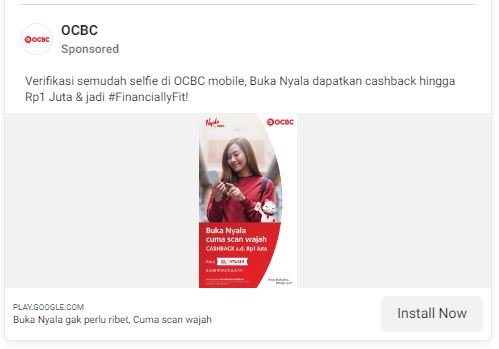 OCBC
OCBC
Sponsored
Verifikasi semudah selfie di OCBC mobile, Buka Nyala dapatkan cashback hingga
Rp1 Juta & jadi #FinanciallyFit!
Nyala
OCBC
Buka Nyala
cuma scan wajah
CASHBACK s.d. Rp1 Juta
PLAY.GOOGLE.COM
Buka Nyala gak perlu ribet, Cuma scan wajah
Install Now